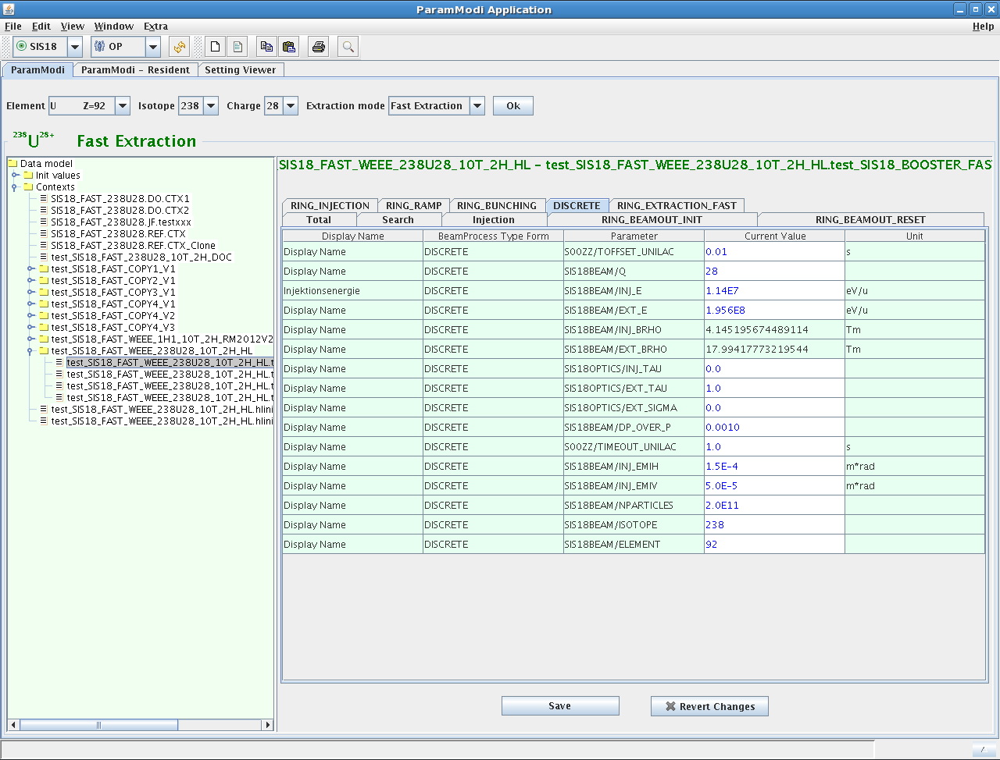 ParamModi Application
File Edit View Window Extra Help
SIS18 OP
ParamModi ParamModi - Resident Setting Viewer
Element U Z=92 Isotope 238 Charge 28 Extraction mode Fast Extraction Ok
238U28+ Fast Extraction
Data model
Init values
Contexts
SIS18_FAST_238U28.DO.CTX1
SIS18_FAST_238U28.DO.CTX2
SIS18_FAST_238U28.JF.testxxx
SIS18_FAST_238U28.REF.CTX
SIS18_FAST_238U28.REF.CTX_Clone
test_SIS18_FAST_238U28_10T_2H_DOC
test_SIS18_FAST_COPY1_V1
test_SIS18_FAST_COPY2_V1
test_SIS18_FAST_COPY3_V1
test_SIS18_FAST_COPY4_V1
test_SIS18_FAST_COPY4_V2
test_SIS18_FAST_COPY4_V3
test_SIS18_FAST_WEEE_1H1_10T_2H_RM2012V2
test_SIS18_FAST_WEEE_238U28_10T_2H_HL
test_SIS18_FAST_WEEE_238U28_10T_2H_HL.t
test_SIS18_FAST_WEEE_238U28_10T_2H_HL.t
test_SIS18_FAST_WEEE_238U28_10T_2H_HL.t
test_SIS18_FAST_WEEE_238U28_10T_2H_HL.t
test_SIS18_FAST_WEEE_238U28_10T_2H_HL.hlini
test_SIS18_FAST_WEEE_238U28_10T_2H_HL.hlini
SIS18_FAST_WEEE_238U28_10T_2H_HL - test_SIS18_FAST_WEEE_238U28_10T_2H_HL.test_SIS18_BOOSTER_FAS
RING_INJECTION RING_RAMP RING_BUNCHING DISCRETE RING_EXTRACTION_FAST
Total Search Injection RING_BEAMOUT_INIT RING_BEAMOUT_RESET
Display Name BeamProcess Type Form Parameter Current Value Unit
Display Name DISCRETE S00ZZ/TOFFSET_UNILAC 0.01 s
Display Name DISCRETE SIS18BEAM/Q 28
Injektionsenergie DISCRETE SIS18BEAM/INJ_E 1.14E7 eV/u
Display Name DISCRETE SIS18BEAM/EXT_E 1.956E8 eV/u
Display Name DISCRETE SIS18BEAM/INJ_BRHO 4.145195674489114 Tm
Display Name DISCRETE SIS18BEAM/EXT_BRHO 17.99417773219544 Tm
Display Name DISCRETE SIS18OPTICS/INJ_TAU 0.0
Display Name DISCRETE SIS18OPTICS/EXT_TAU 1.0
Display Name DISCRETE SIS18OPTICS/EXT_SIGMA 0.0
Display Name DISCRETE SIS18BEAM/DP_OVER_P 0.0010
Display Name DISCRETE S00ZZ/TIMEOUT_UNILAC 1.0 s
Display Name DISCRETE SIS18BEAM/INJ_EMIH 1.5E-4 m*rad
Display Name DISCRETE SIS18BEAM/INJ_EMIV 5.0E-5 m*rad
Display Name DISCRETE SIS18BEAM/NPARTICLES 2.0E11
Display Name DISCRETE SIS18BEAM/ISOTOPE 238
Display Name DISCRETE SIS18BEAM/ELEMENT 92
Save Revert Changes